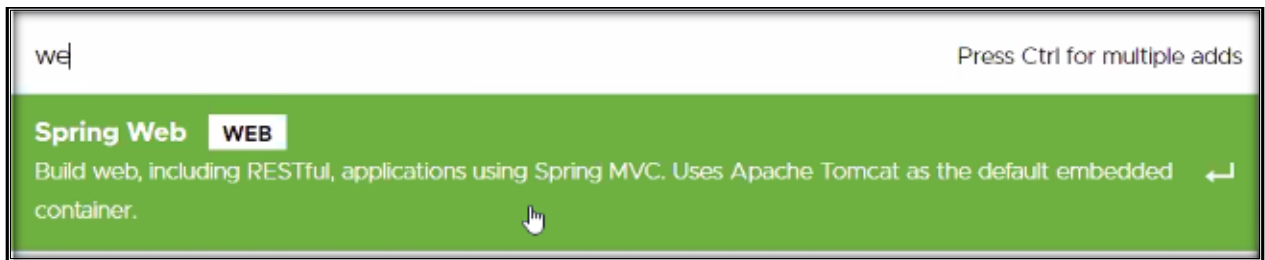 we Press Ctrl for multiple adds
Spring Web WEB
Build web, including RESTful, applications using Spring MVC. Uses Apache Tomcat as the default embedded
container.